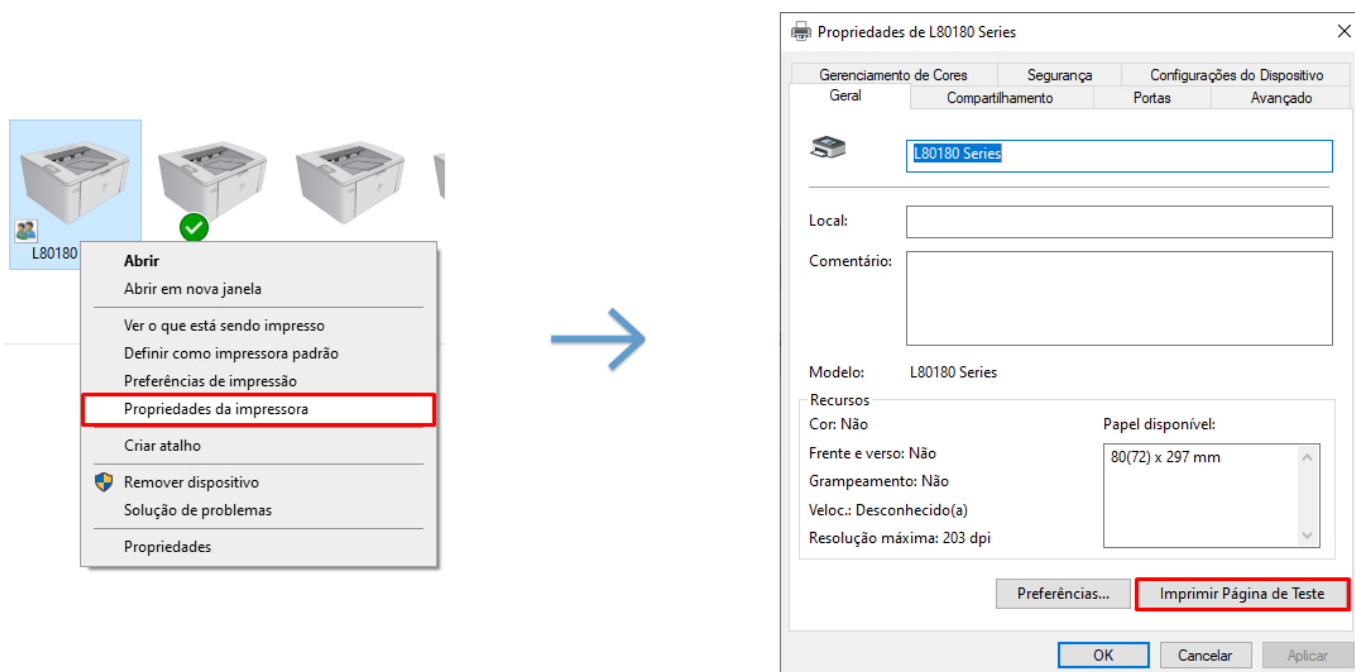 L80180
Abrir
Abrir em nova janela
Ver o que está sendo impresso
Definir como impressora padrão
Preferências de impressão
Propriedades da impressora
Criar atalho
Remover dispositivo
Solução de problemas
Propriedades
Propriedades de L80180 Series
Gerenciamento de Cores Segurança Configurações do Dispositivo
Geral Compartilhamento Portas Avançado
L80180 Series
Local:
Comentário:
Modelo: L80180 Series
Recursos
Cor: Não Papel disponível:
Frente e verso: Não 80(72) x 297 mm
Grampeamento: Não
Veloc.: Desconhecido(a)
Resolução máxima: 203 dpi
Preferências... Imprimir Página de Teste
OK Cancelar Aplicar